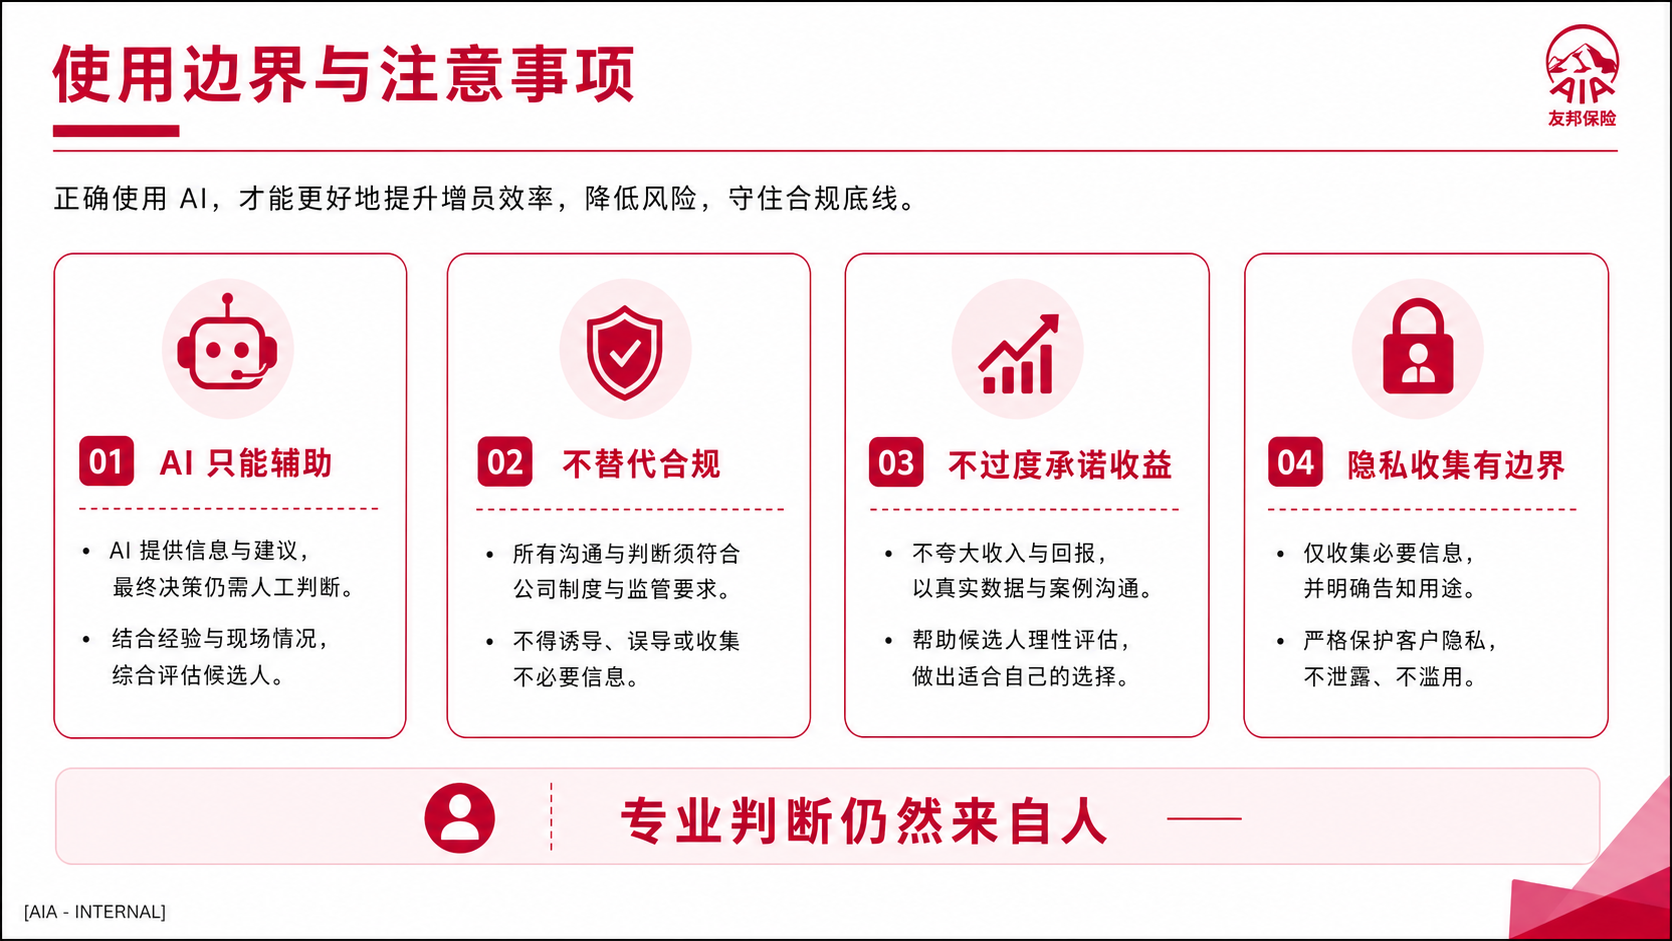 使用边界与注意事项
AIA
友邦保险
正确使用 AI，才能更好地提升增员效率，降低风险，守住合规底线。
01 AI 只能辅助
• AI 提供信息与建议，
最终决策仍需人工判断。
• 结合经验与现场情况，
综合评估候选人。
02 不替代合规
• 所有沟通与判断须符合
公司制度与监管要求。
• 不得诱导、误导或收集
不必要信息。
03 不过度承诺收益
• 不夸大收入与回报，
以真实数据与案例沟通。
• 帮助候选人理性评估，
做出适合自己的选择。
04 隐私收集有边界
• 仅收集必要信息，
并明确告知用途。
• 严格保护客户隐私，
不泄露、不滥用。
专业判断仍然来自人
[AIA - INTERNAL]